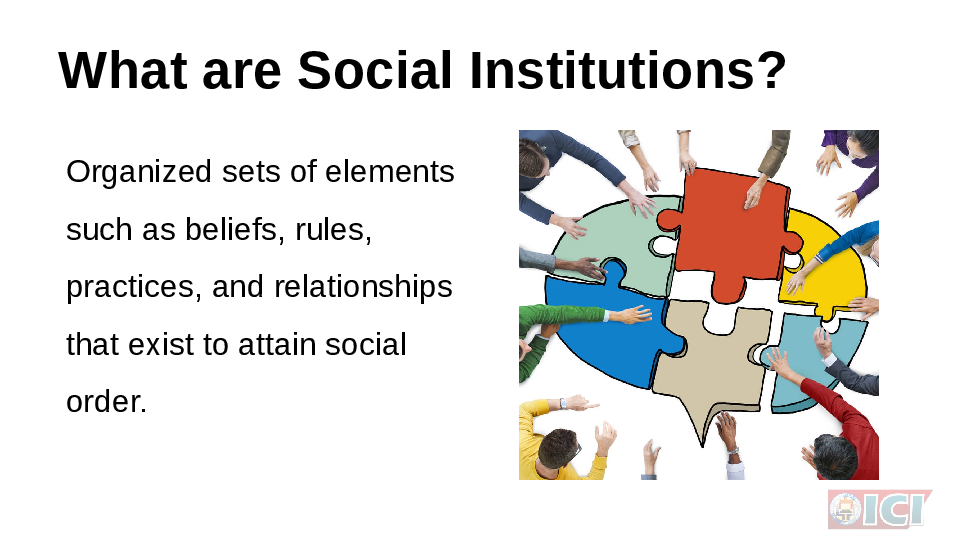 What are Social Institutions?
Organized sets of elements
such as beliefs, rules,
practices, and relationships
that exist to attain social
order.
ICI